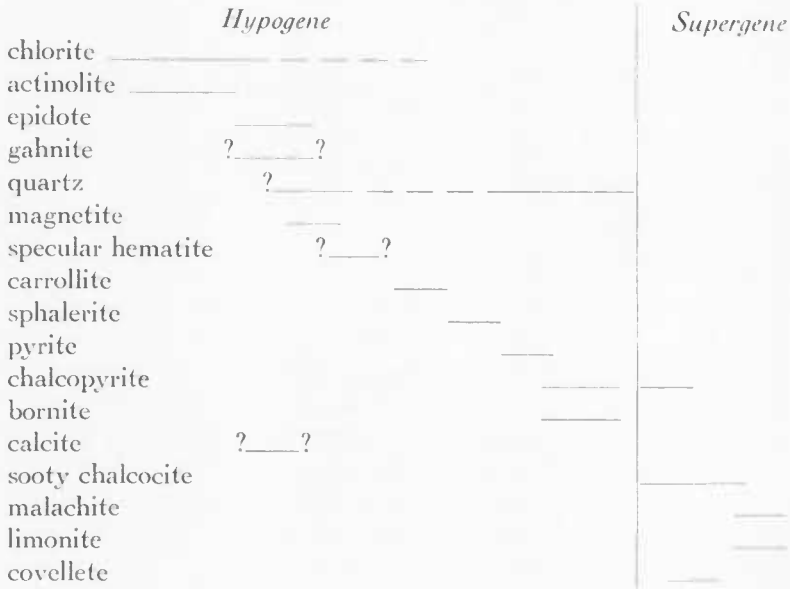 Hypogene Supergene
chlorite
actinolite
epidote
gahnite ? ?
quartz ?
magnetite
specular hematite ? ?
carrollite
sphalerite
pyrite
chalcopyrite
bornite
calcite ? ?
sooty chalcocite
malachite
limonite
covellete